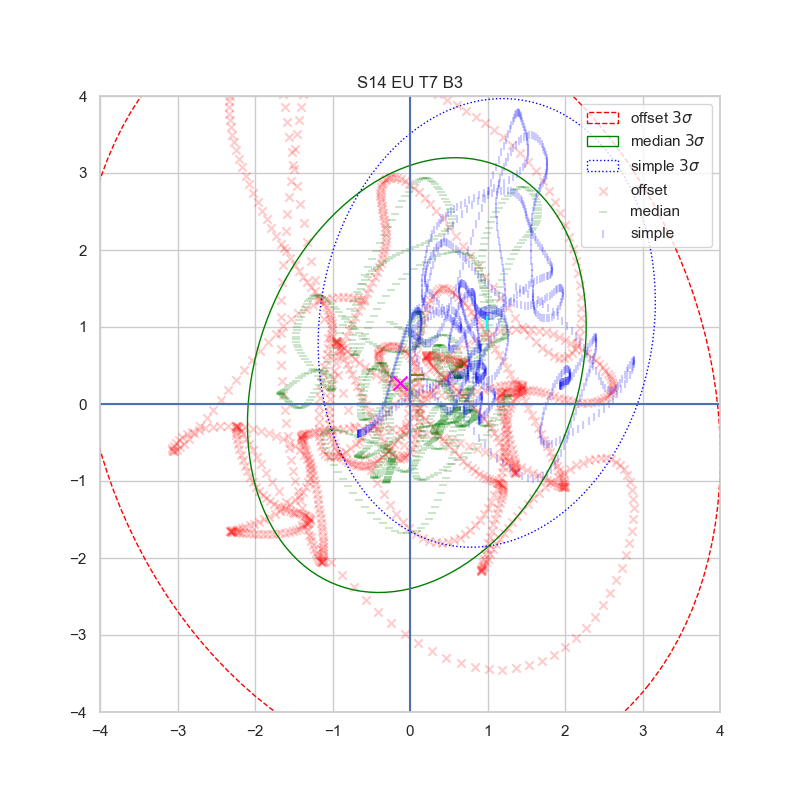 S14 EU T7 B3
offset 3σ
median 3σ
simple 3σ
offset
median
simple
4
3
2
1
0
−1
−2
−3
−4
−4 −3 −2 −1 0 1 2 3 4